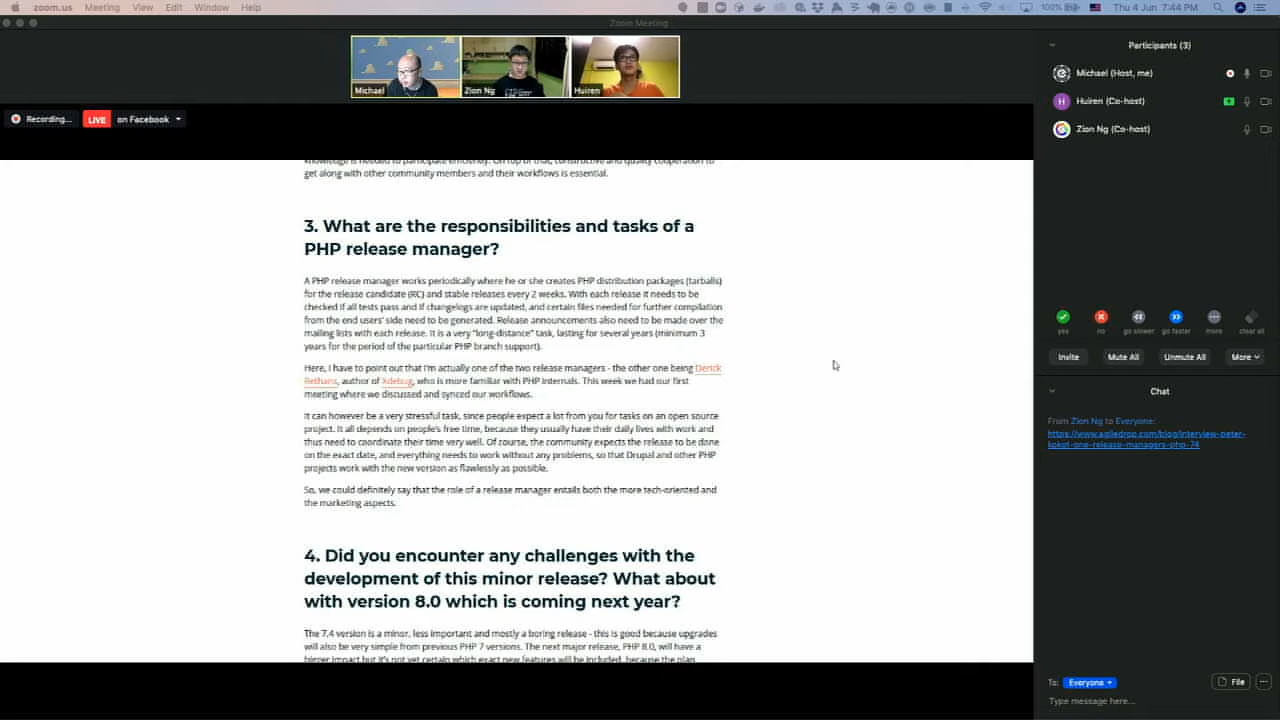 zoom.us Meeting View Edit Window Help
100% Thu 4 Jun 7:44 PM
Zoom Meeting
Michael
Zion Ng
Huiren
Recording...
LIVE on Facebook
get along with other community members and their workflows is essential.
3. What are the responsibilities and tasks of a
PHP release manager?
A PHP release manager works periodically where he or she creates PHP distribution packages (tarballs)
for the release candidate (RC) and stable releases every 2 weeks. With each release it needs to be
checked if all tests pass and if changelogs are updated, and certain files needed for further compilation
from the end users' side need to be generated. Release announcements also need to be made over the
mailing lists with each release. It is a very "long-distance" task, lasting for several years (minimum 3
years for the period of the particular PHP branch support).
Here, I have to point out that I'm actually one of the two release managers - the other one being Derick
Rethans, author of Xdebug, who is more familiar with PHP internals. This week we had our first
meeting where we discussed and synced our workflows.
It can however be a very stressful task, since people expect a lot from you for tasks on an open source
project. It all depends on people's free time, because they usually have their daily lives with work and
thus need to coordinate their time very well. Of course, the community expects the release to be done
on the exact date, and everything needs to work without any problems, so that Drupal and other PHP
projects work with the new version as flawlessly as possible.
So, we could definitely say that the role of a release manager entails both the more tech-oriented and
the marketing aspects.
4. Did you encounter any challenges with the
development of this minor release? What about
with version 8.0 which is coming next year?
The 7.4 version is a minor, less important and mostly a boring release - this is good because upgrades
will also be very simple from previous PHP 7 versions. The next major release, PHP 8.0, will have a
bigger impact but it's not yet certain which exact new features will be included, because the plan
Participants (3)
Michael (Host, me)
H Huiren (Co-host)
Zion Ng (Co-host)
yes no go slower go faster more clear all
Invite Mute All Unmute All More
Chat
From Zion Ng to Everyone:
https://www.agiledrop.com/blog/interview-peter-
kokot-one-release-managers-php-74
To: Everyone File
Type message here...